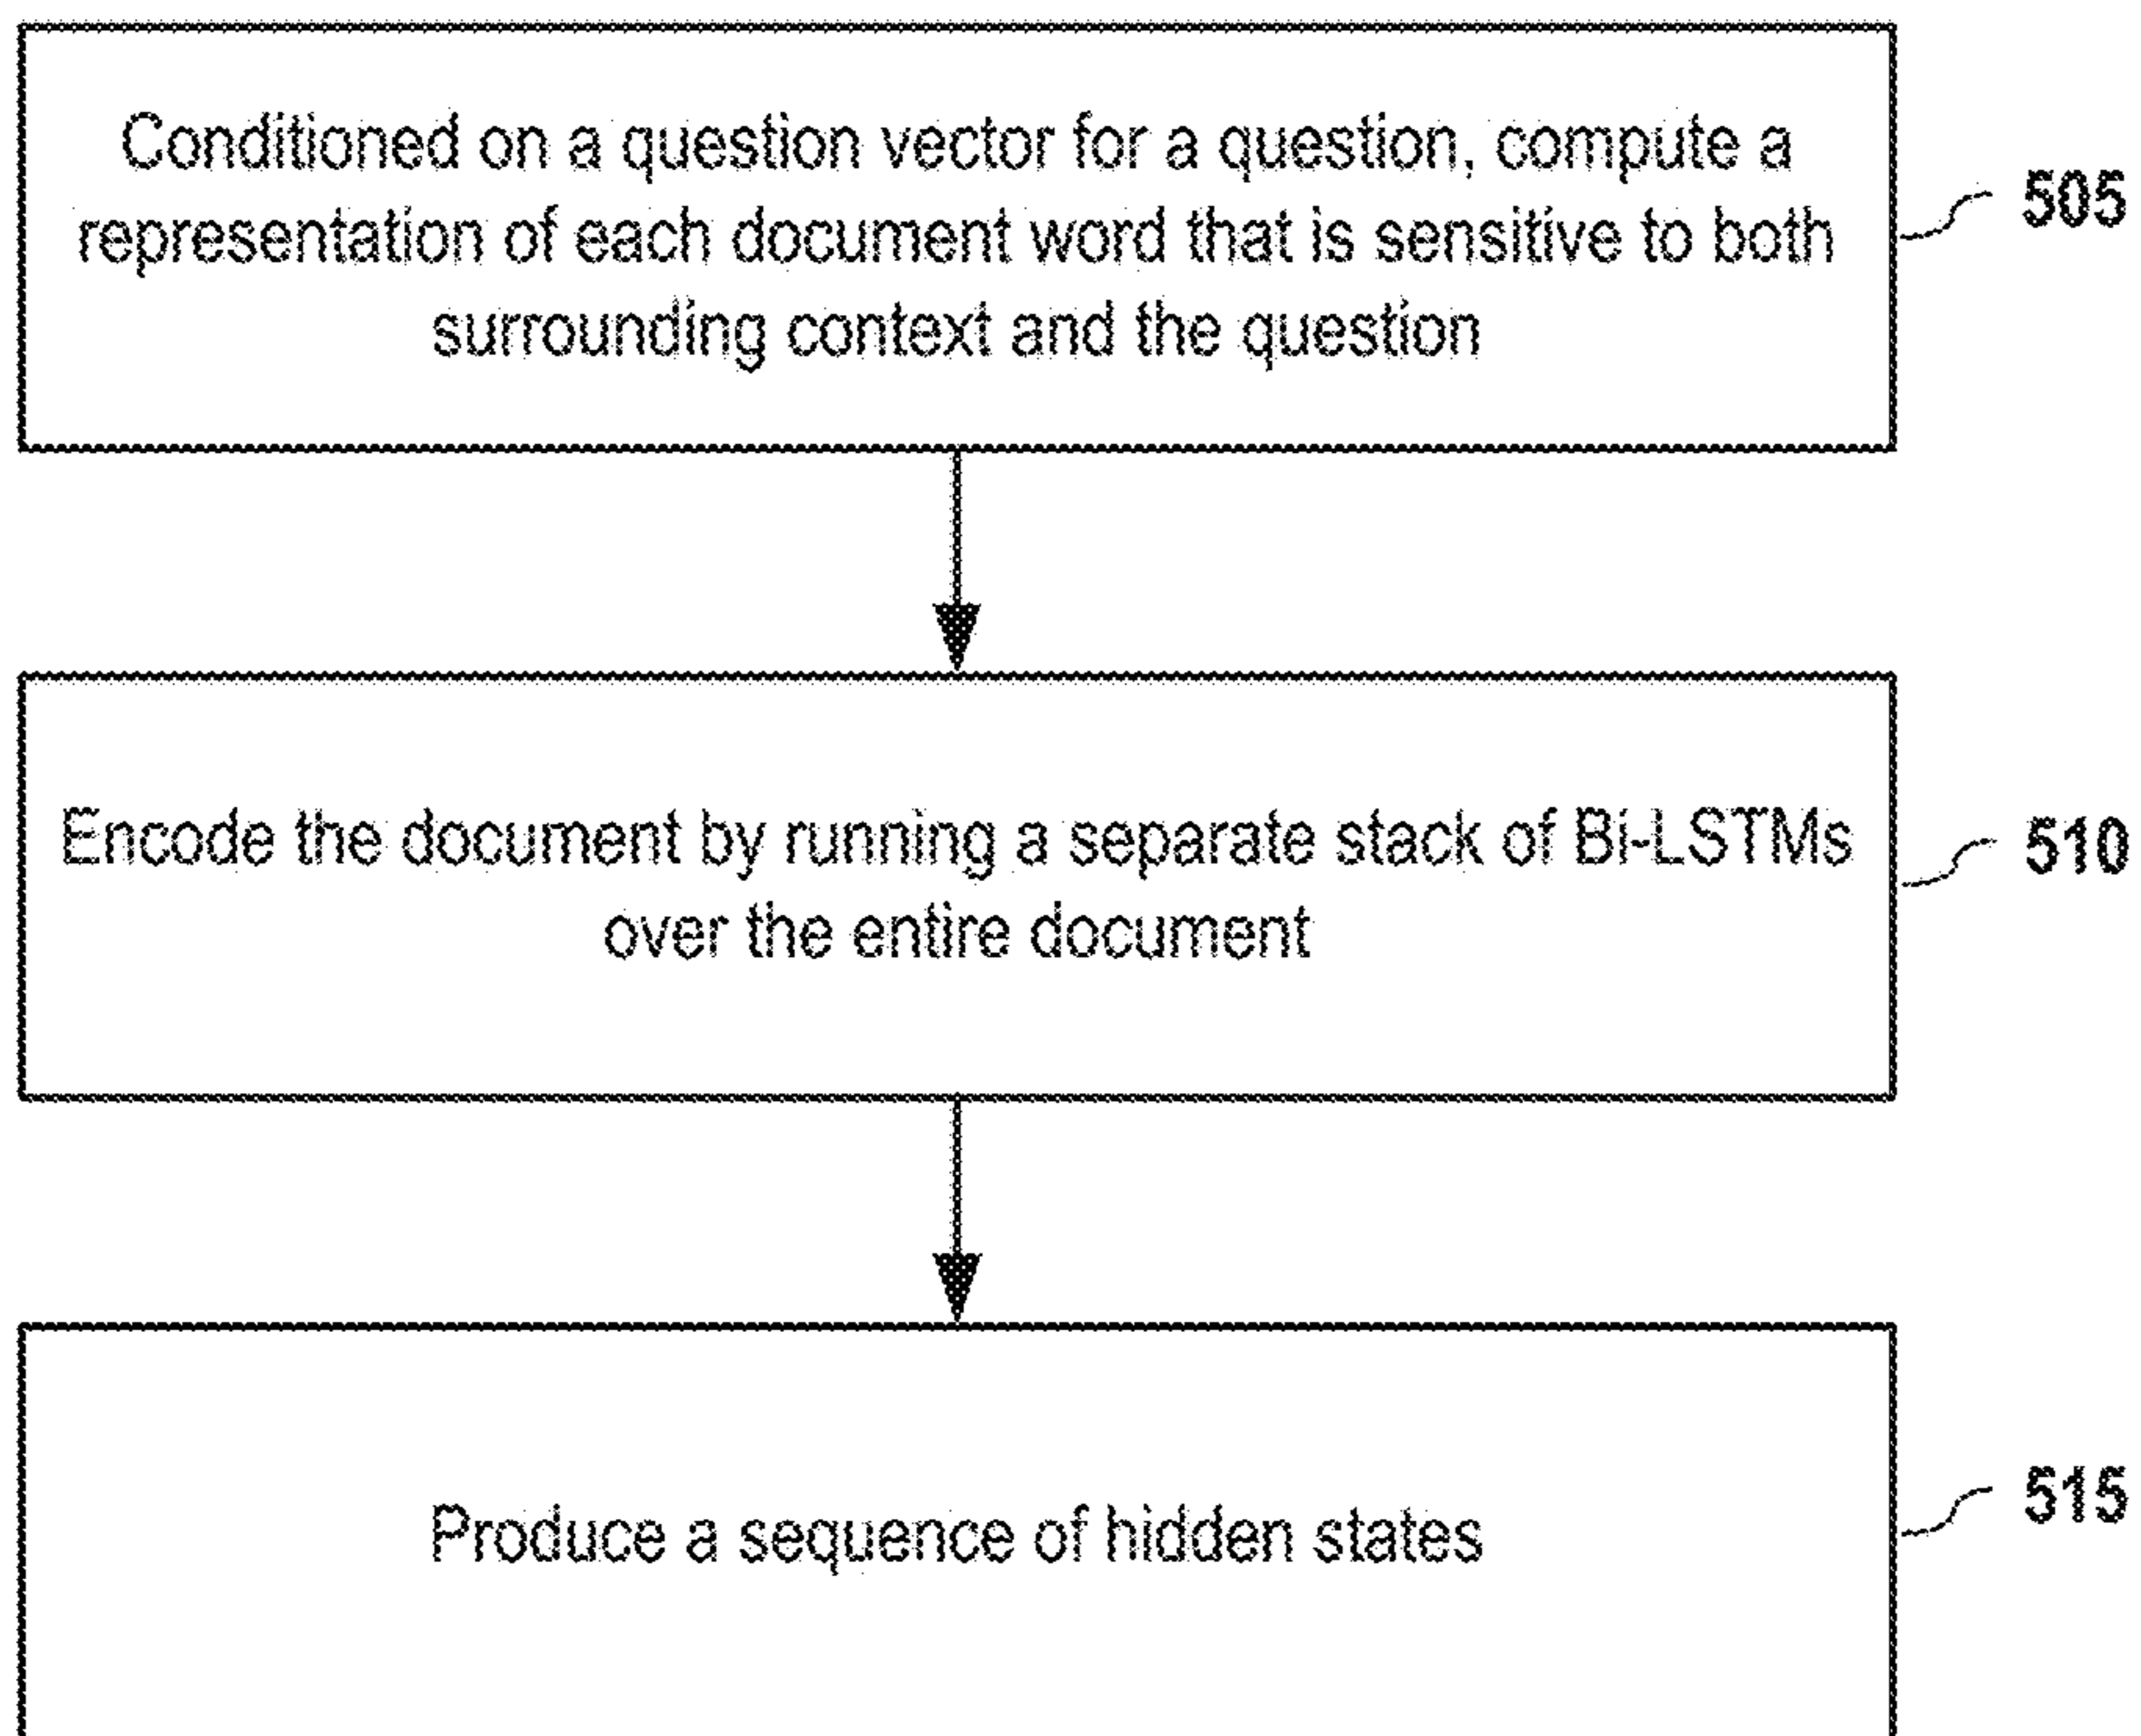 Conditioned on a question vector for a question, compute a
representation of each document word that is sensitive to both
surrounding context and the question
505
Encode the document by running a separate stack of Bi-LSTMs
over the entire document
510
Produce a sequence of hidden states
515